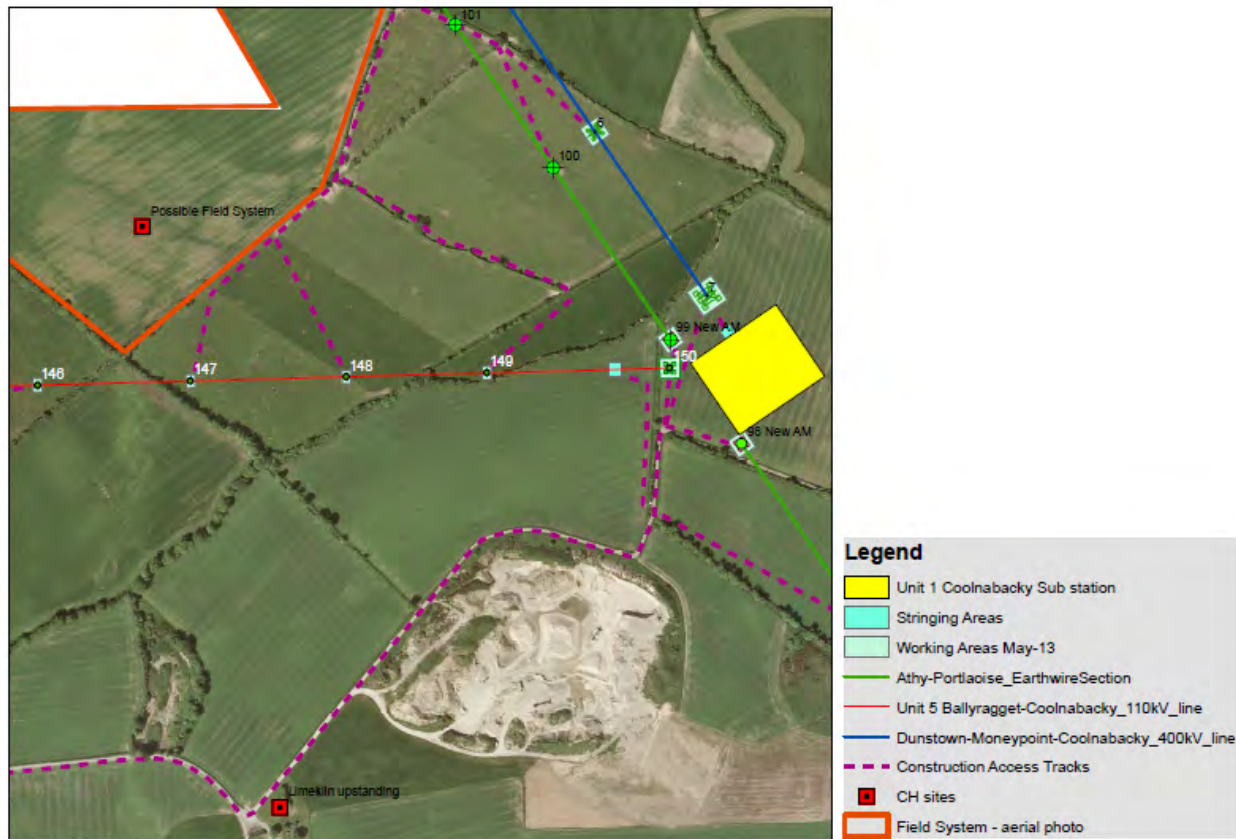 101
6
100
Possible Field System
7
99 New AM
150
149
148
147
146
98 New AM
Limekiln upstanding
Legend
Unit 1 Coolnabacky Sub station
Stringing Areas
Working Areas May-13
Athy-Portlaoise_EarthwireSection
Unit 5 Ballyragget-Coolnabacky_110kV_line
Dunstown-Moneypoint-Coolnabacky_400kV_line
Construction Access Tracks
CH sites
Field System - aerial photo